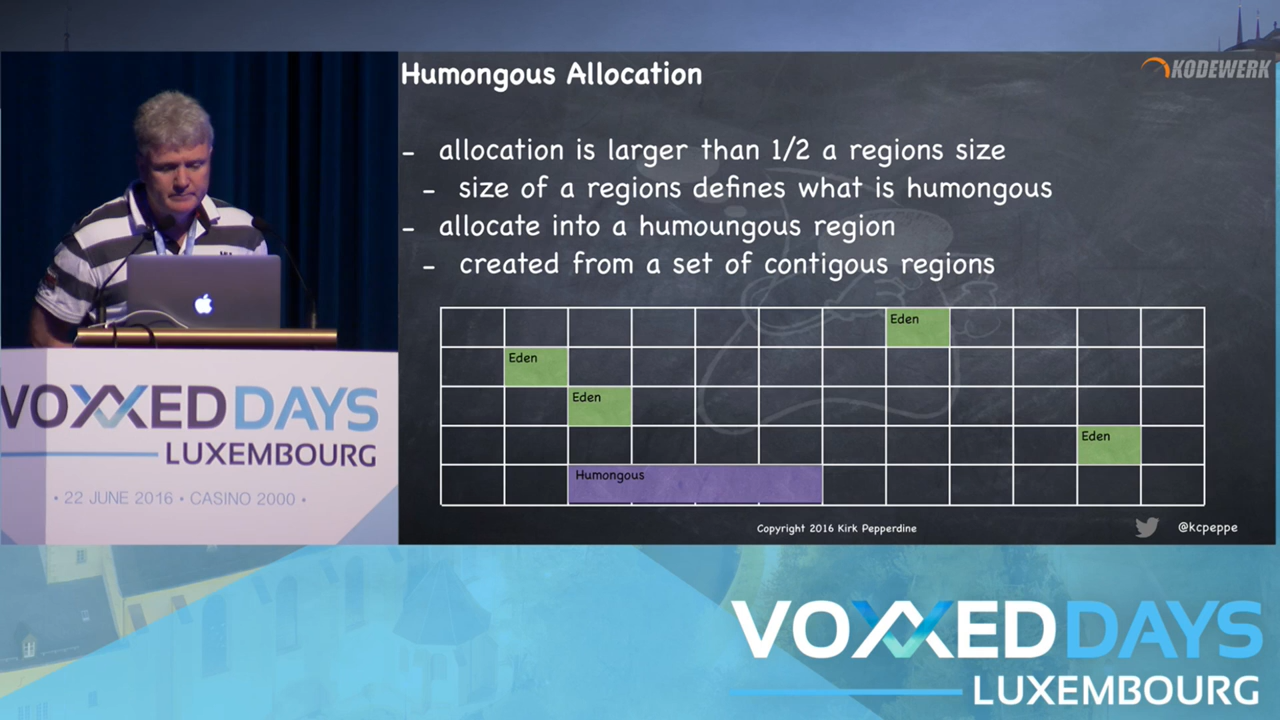 Humongous Allocation
KODEWERK
- allocation is larger than 1/2 a regions size
- size of a regions defines what is humongous
- allocate into a humoungous region
- created from a set of contigous regions
Eden
Eden
Eden
Eden
Humongous
Copyright 2016 Kirk Pepperdine
@kcpeppe
VOXXED DAYS
LUXEMBOURG
• 22 JUNE 2016 • CASINO 2000 •
VOXXED DAYS
LUXEMBOURG